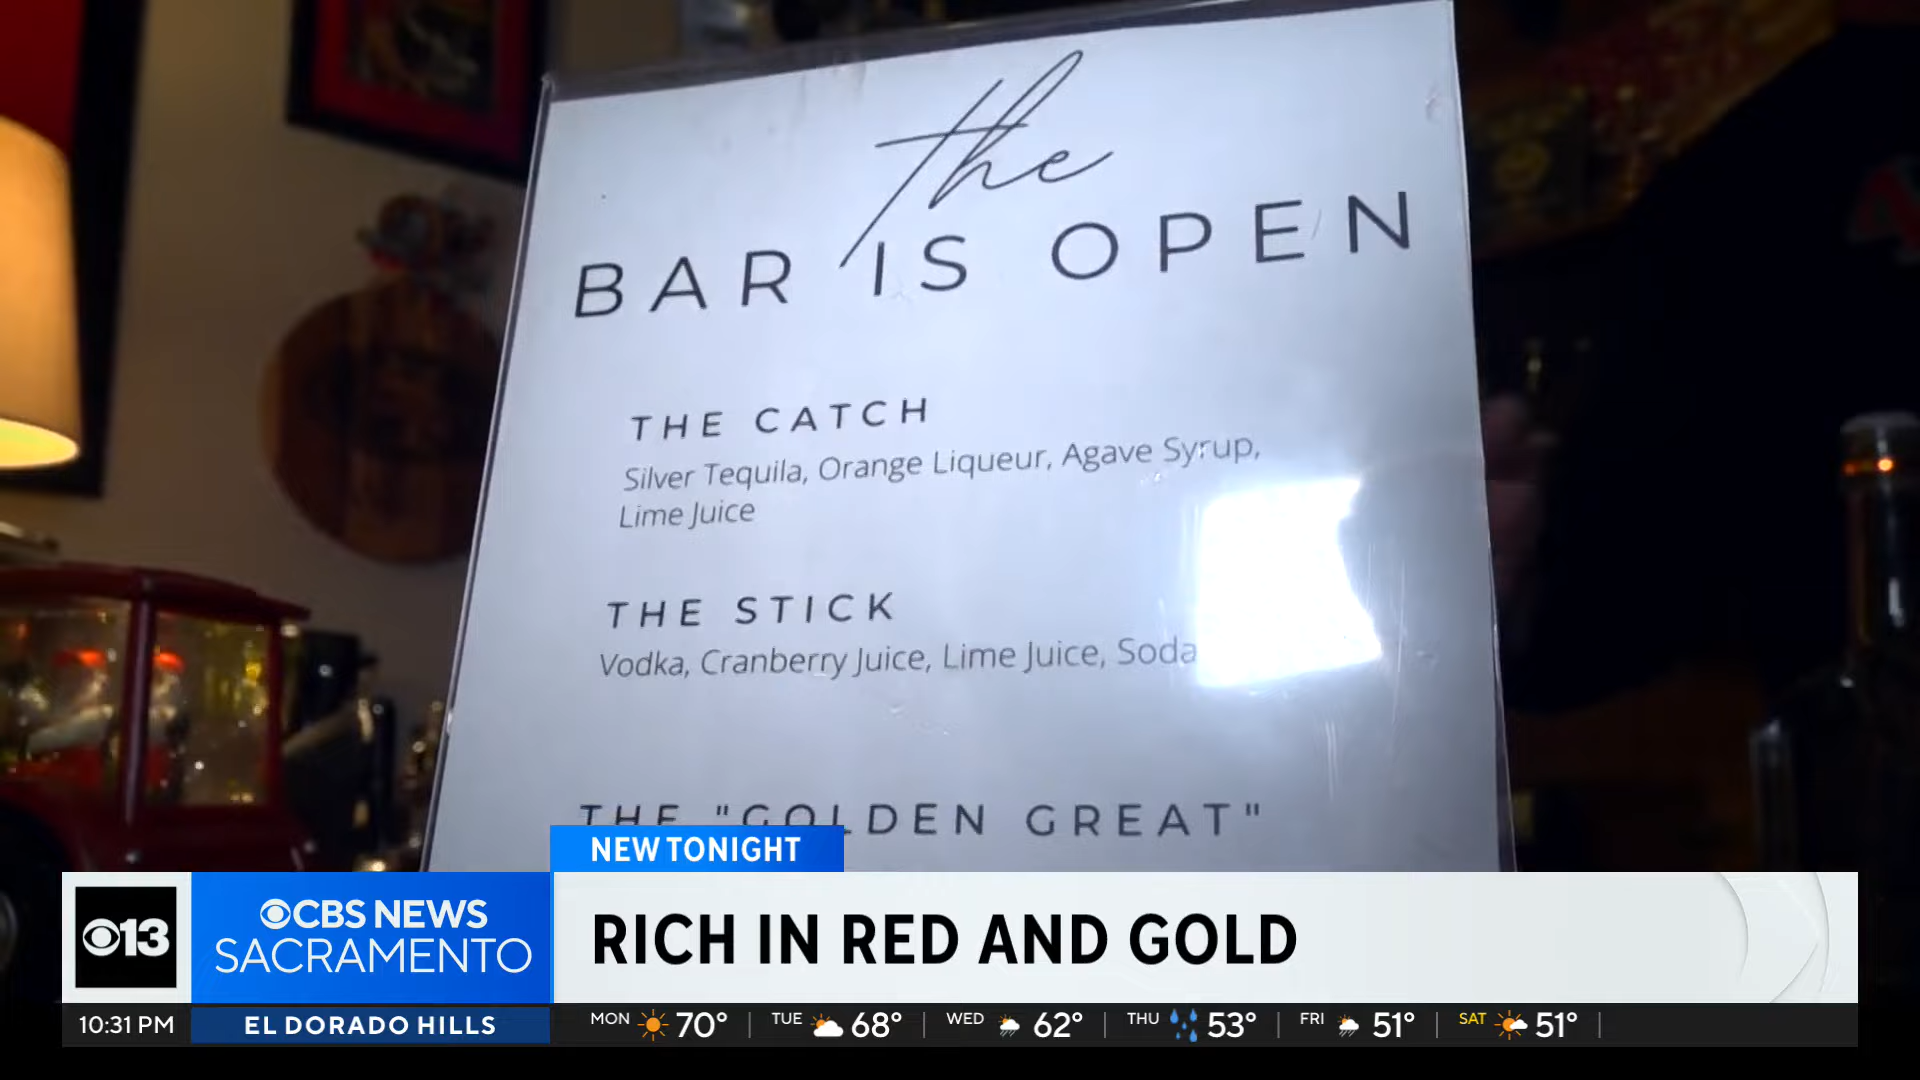 the
BAR IS OPEN
THE CATCH
Silver Tequila, Orange Liqueur, Agave Syrup,
Lime Juice
THE STICK
Vodka, Cranberry Juice, Lime Juice, Soda
THE "GOLDEN GREAT"
NEW TONIGHT
13
CBS NEWS
SACRAMENTO
RICH IN RED AND GOLD
10:31 PM
EL DORADO HILLS
MON 70° | TUE 68° | WED 62° | THU 53° | FRI 51° | SAT 51° |